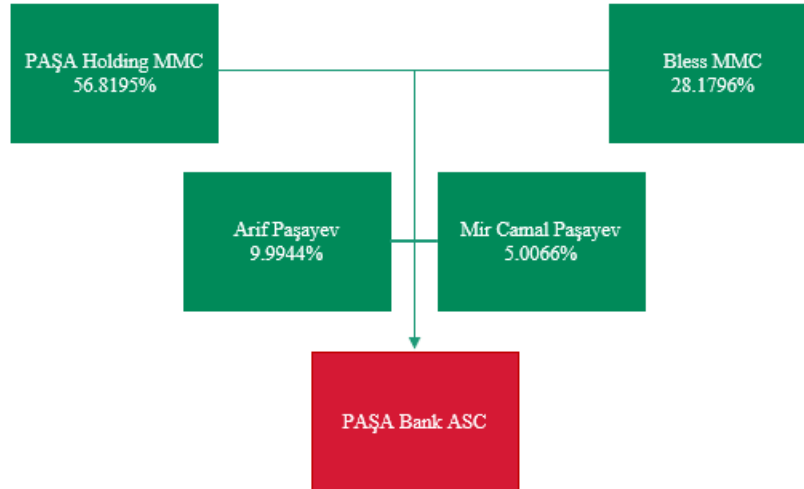 PAŞA Holding MMC
56.8195%
Bless MMC
28.1796%
Arif Paşayev
9.9944%
Mir Camal Paşayev
5.0066%
PAŞA Bank ASC